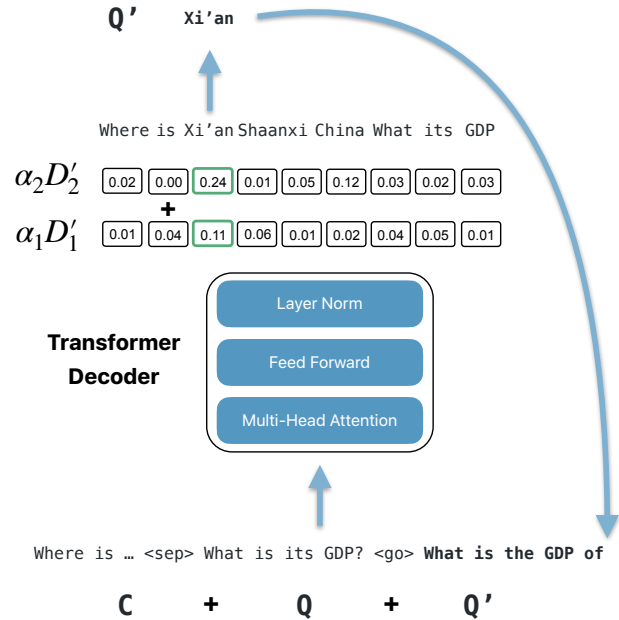 Q’ Xi’an
Where is Xi’an Shaanxi China What its GDP
α₂D′₂ 0.02 0.00 0.24 0.01 0.05 0.12 0.03 0.02 0.03
+
α₁D′₁ 0.01 0.04 0.11 0.06 0.01 0.02 0.04 0.05 0.01
Layer Norm
Transformer
Decoder
Feed Forward
Multi-Head Attention
Where is … <sep> What is its GDP? <go> What is the GDP of
C + Q + Q’